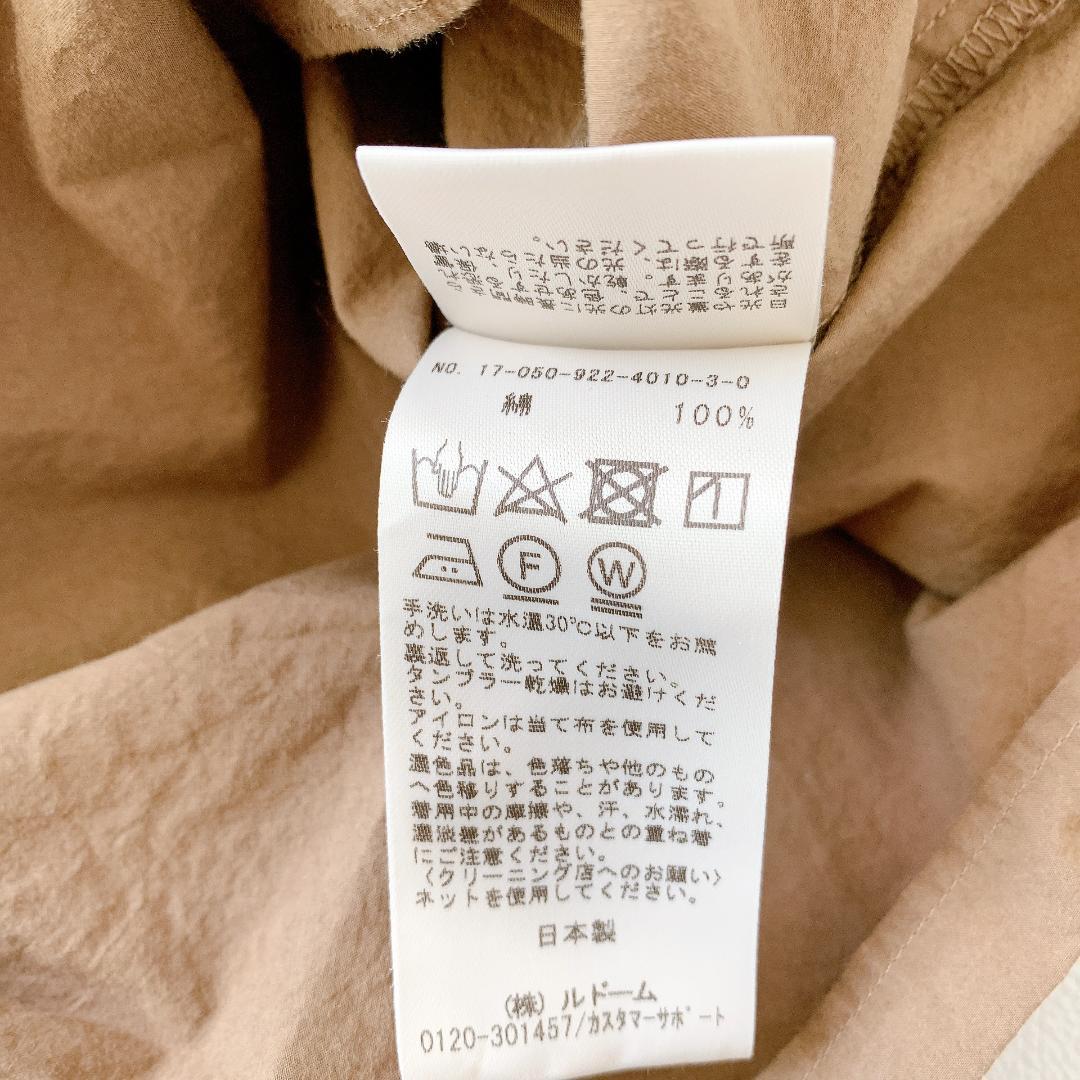 NO. 17-050-922-4010-3-0
綿 100%
F
W
手洗いは水温30℃以下をお薦
めします。
裏返して洗ってください。
タンブラー乾燥はお避けくだ
さい。
アイロンは当て布を使用して
ください。
濃色品は、色落ちや他のもの
へ色移りすることがあります。
着用中の摩擦や、汗、水濡れ、
濃淡差があるものとの重ね着
にご注意ください。
〈クリーニング店へのお願い〉
ネットを使用してください。
日本製
(株) ルドーム
0120-301457/カスタマーサポート